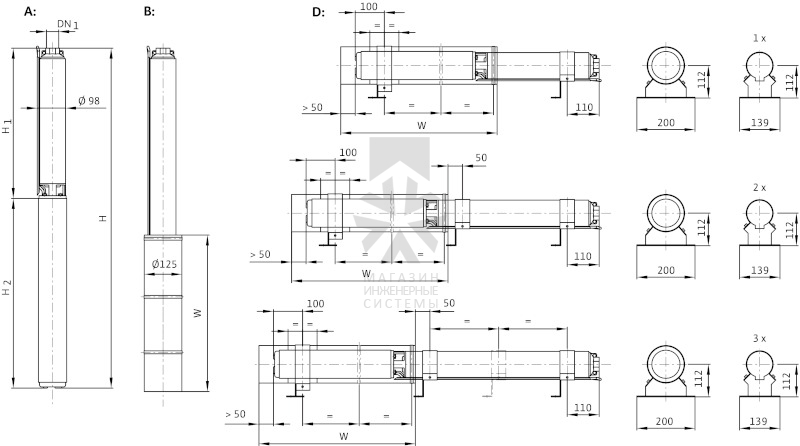 A:
DN 1
Ø 98
H 1
H 2
H
B:
Ø125
W
D:
100
=
=
> 50
=
=
W
110
112
200
1 x
112
139
100
50
=
=
> 50
=
=
W
110
112
200
2 x
112
139
МАГАЗИН
ИНЖЕНЕРНЫЕ
СИСТЕМЫ
100
50
=
=
=
=
> 50
=
=
W
110
112
200
3 x
112
139